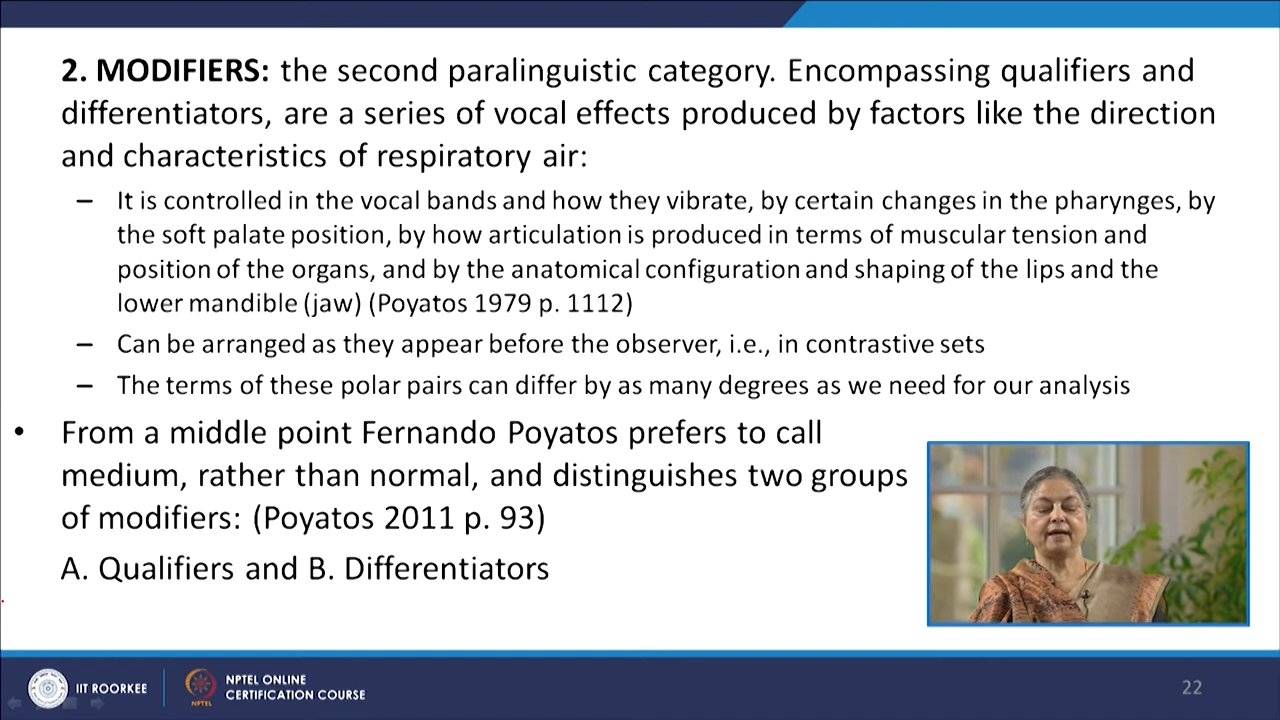 2. MODIFIERS: the second paralinguistic category. Encompassing qualifiers and
differentiators, are a series of vocal effects produced by factors like the direction
and characteristics of respiratory air:
– It is controlled in the vocal bands and how they vibrate, by certain changes in the pharynges, by
the soft palate position, by how articulation is produced in terms of muscular tension and
position of the organs, and by the anatomical configuration and shaping of the lips and the
lower mandible (jaw) (Poyatos 1979 p. 1112)
– Can be arranged as they appear before the observer, i.e., in contrastive sets
– The terms of these polar pairs can differ by as many degrees as we need for our analysis
• From a middle point Fernando Poyatos prefers to call
medium, rather than normal, and distinguishes two groups
of modifiers: (Poyatos 2011 p. 93)
A. Qualifiers and B. Differentiators
IIT ROORKEE
NPTEL
NPTEL ONLINE
CERTIFICATION COURSE
22